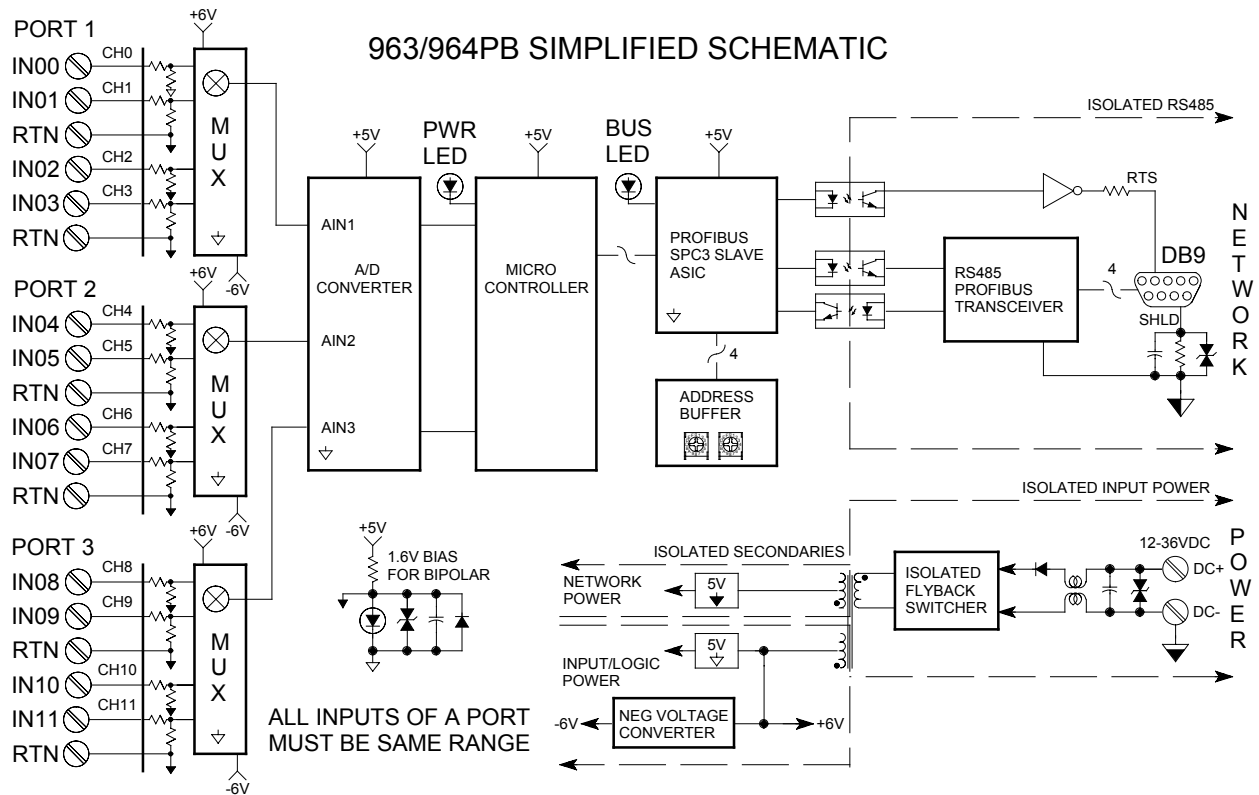 963/964PB SIMPLIFIED SCHEMATIC
PORT 1
+6V
IN00
CH0
IN01
CH1
RTN
IN02
CH2
IN03
CH3
RTN
MUX
-6V
PORT 2
+6V
IN04
CH4
IN05
CH5
RTN
IN06
CH6
IN07
CH7
RTN
MUX
-6V
PORT 3
+6V
IN08
CH8
IN09
CH9
RTN
IN10
CH10
IN11
CH11
RTN
MUX
-6V
+5V
AIN1
A/D
CONVERTER
AIN2
AIN3
PWR
LED
+5V
MICRO
CONTROLLER
BUS
LED
+5V
PROFIBUS
SPC3 SLAVE
ASIC
4
ADDRESS
BUFFER
ISOLATED RS485
RTS
RS485
PROFIBUS
TRANSCEIVER
4
DB9
SHLD
NETWORK
+5V
1.6V BIAS
FOR BIPOLAR
ALL INPUTS OF A PORT
MUST BE SAME RANGE
ISOLATED INPUT POWER
ISOLATED SECONDARIES
NETWORK
POWER
5V
INPUT/LOGIC
POWER
5V
-6V
NEG VOLTAGE
CONVERTER
+6V
ISOLATED
FLYBACK
SWITCHER
12-36VDC
DC+
DC-
POWER